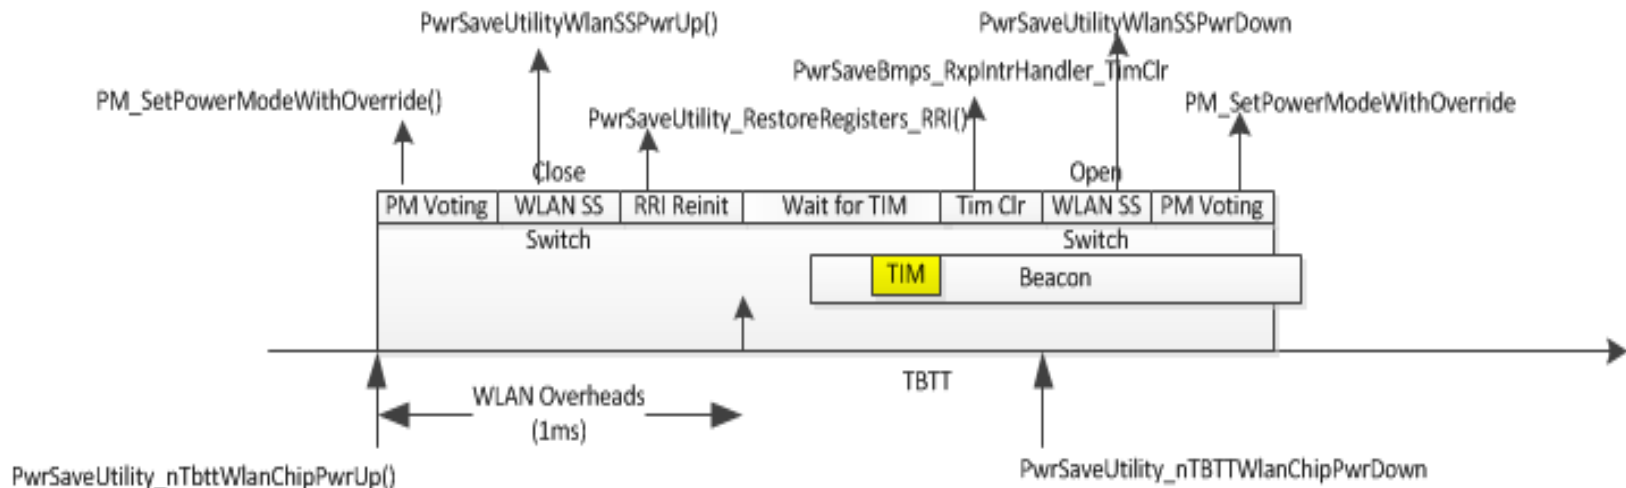 PwrSaveUtilityWlanSSPwrUp()
PwrSaveUtilityWlanSSPwrDown
PwrSaveBmps_RxpIntrHandler_TimClr
PM_SetPowerModeWithOverride()
PM_SetPowerModeWithOverride
PwrSaveUtility_RestoreRegisters_RRI()
Close
Open
PM Voting
WLAN SS
RRI Reinit
Wait for TIM
Tim Clr
WLAN SS
PM Voting
Switch
Switch
TIM
Beacon
TBTT
WLAN Overheads
(1ms)
PwrSaveUtility_nTbttWlanChipPwrUp()
PwrSaveUtility_nTBTTWlanChipPwrDown